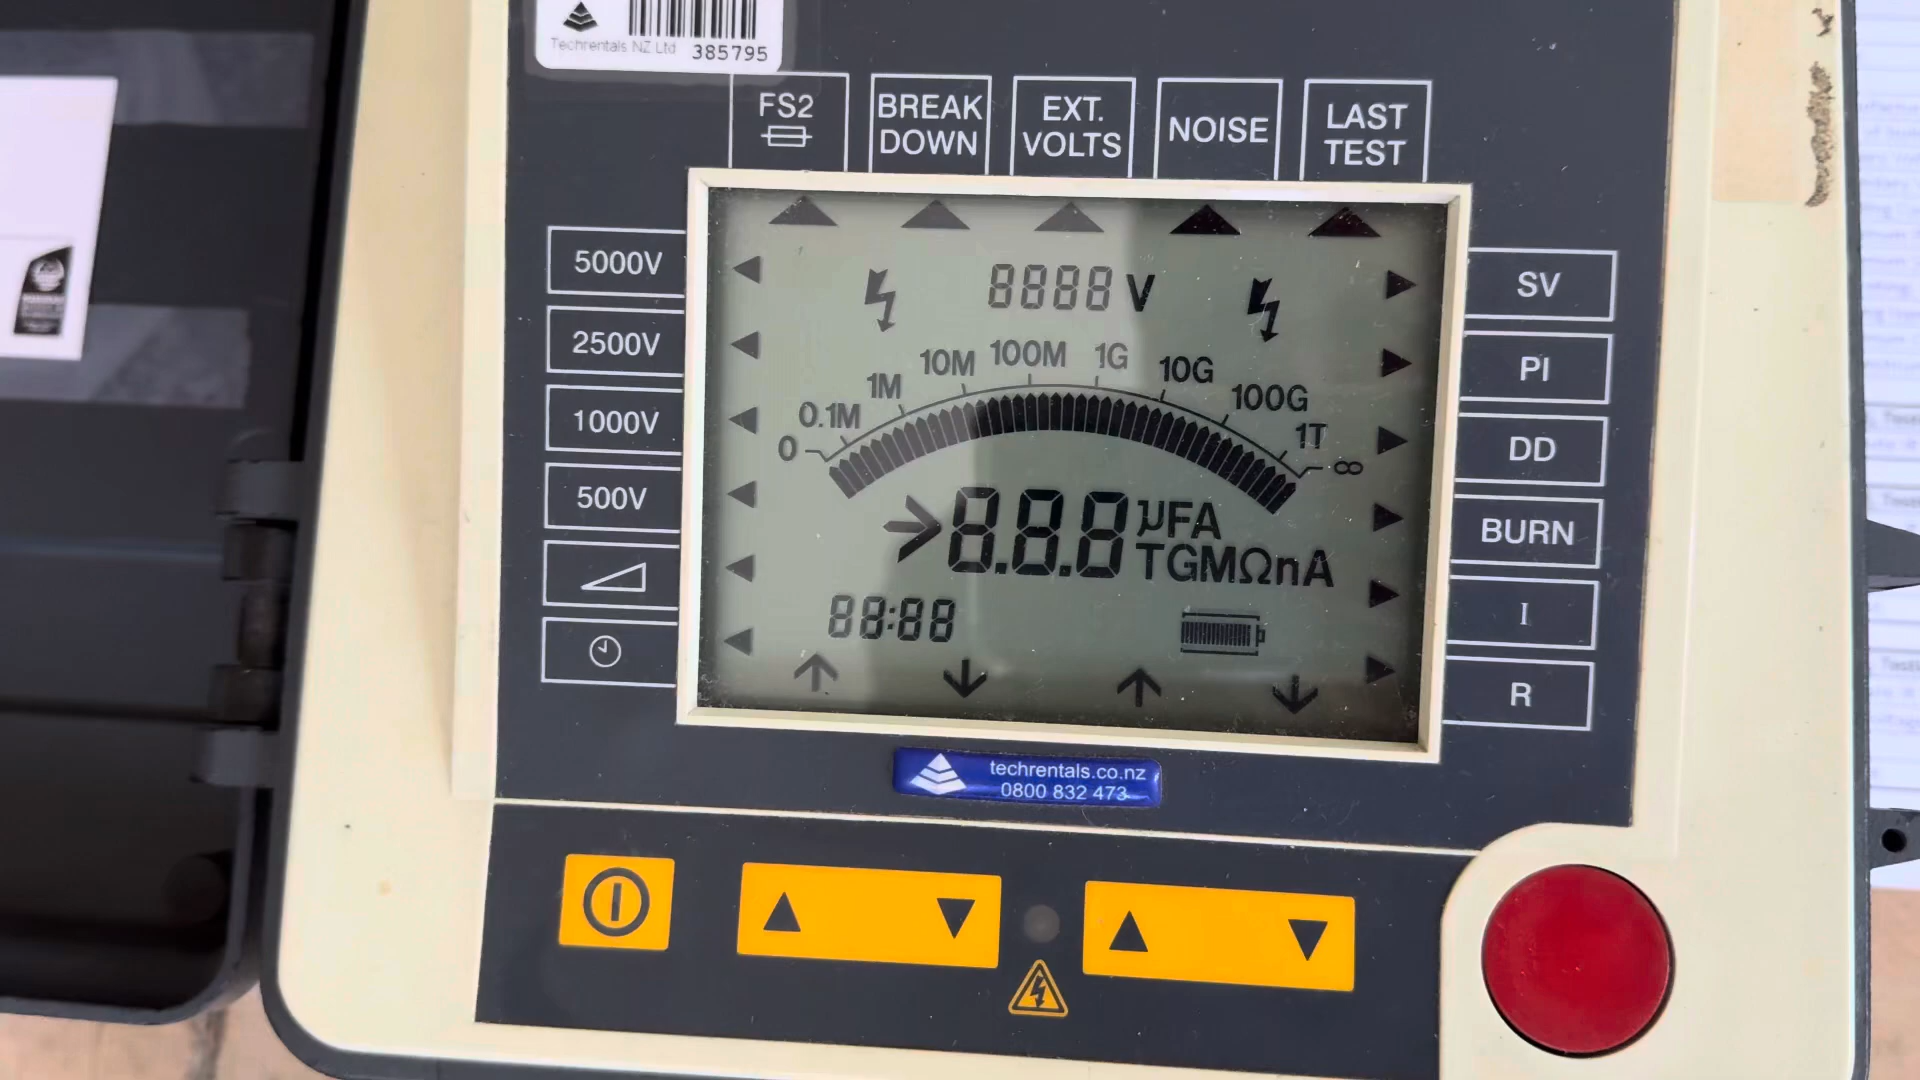 Techrentals NZ Ltd 385795
FS2
BREAK
DOWN
EXT.
VOLTS
NOISE
LAST
TEST
5000V
2500V
1000V
500V
8888 V
0
0.1M
1M
10M
100M
1G
10G
100G
1T
∞
>8.8.8 µFA
TGMΩnA
88:88
SV
PI
DD
BURN
I
R
techrentals.co.nz
0800 832 473